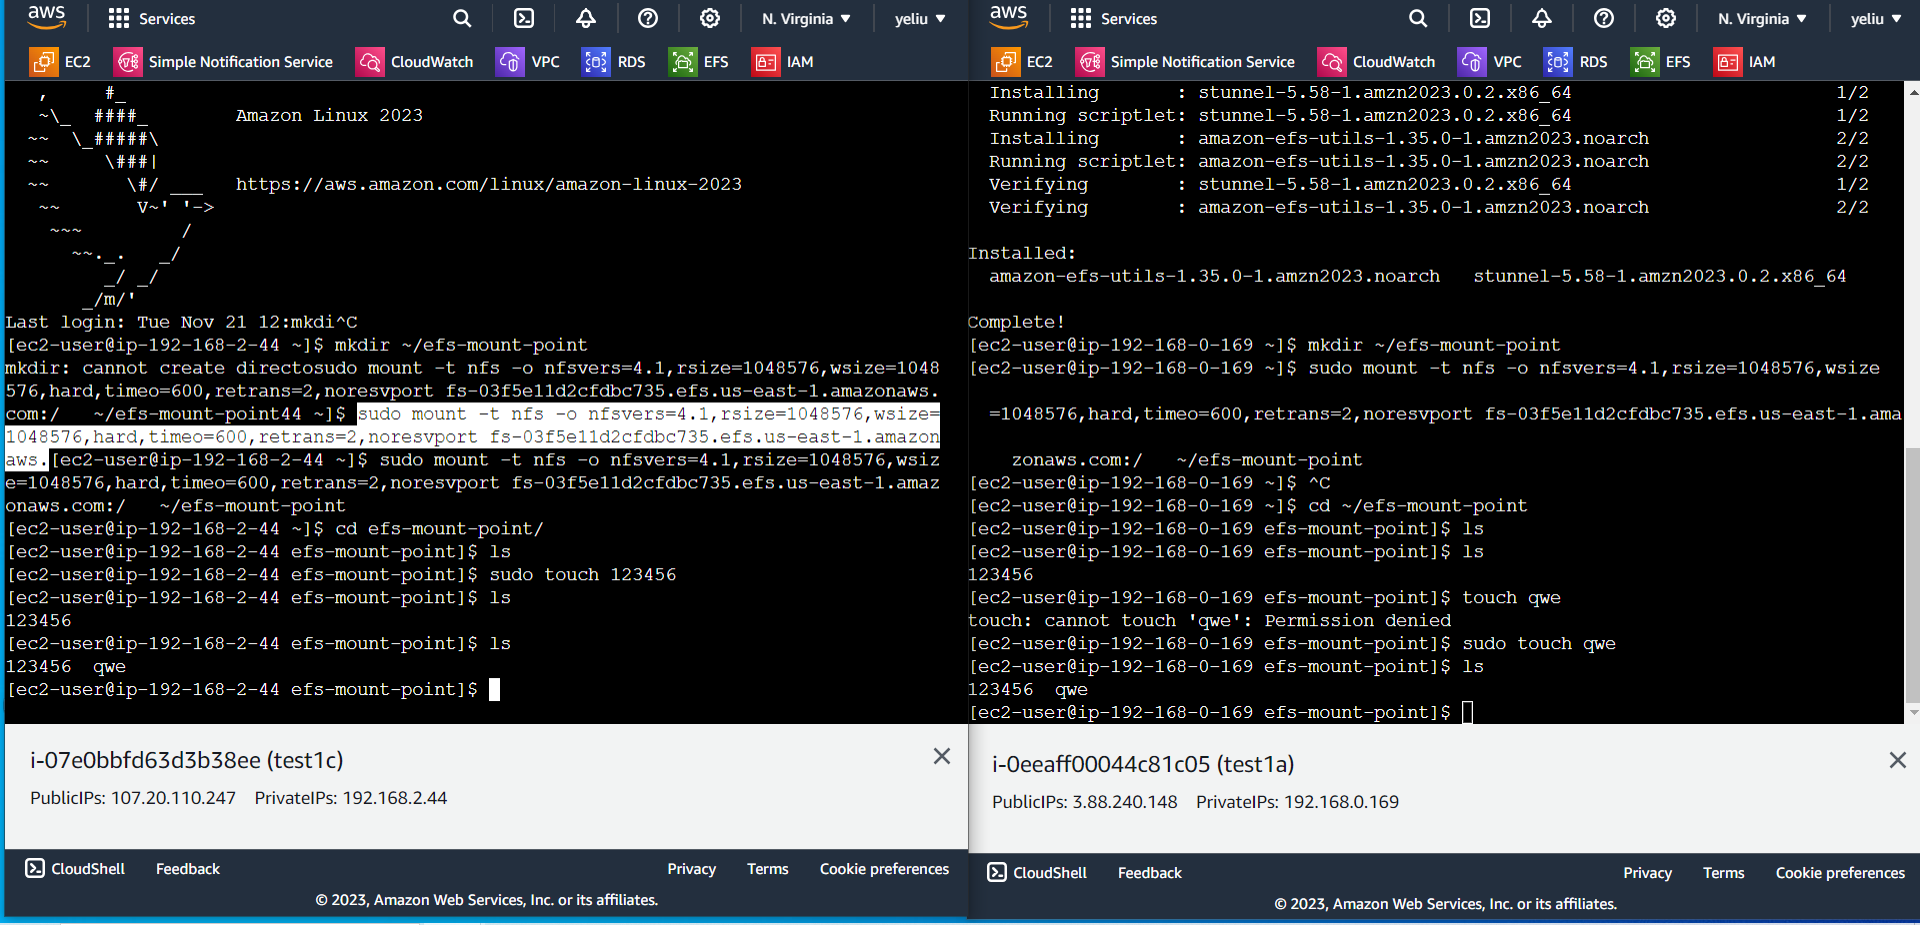 aws Services N. Virginia ▼ yeliu ▼
EC2 Simple Notification Service CloudWatch VPC RDS EFS IAM
,      #_
~\_  ####_        Amazon Linux 2023
~~  \_#####\
~~     \###|
~~       \#/ ___   https://aws.amazon.com/linux/amazon-linux-2023
~~       V~' '->
~~~         /
~~._.   _/
_/ _/
_/m/'
Last login: Tue Nov 21 12:mkdi^C
[ec2-user@ip-192-168-2-44 ~]$ mkdir ~/efs-mount-point
mkdir: cannot create directosudo mount -t nfs -o nfsvers=4.1,rsize=1048576,wsize=1048
576,hard,timeo=600,retrans=2,noresvport fs-03f5e11d2cfdbc735.efs.us-east-1.amazonaws.
com:/   ~/efs-mount-point44 ~]$ sudo mount -t nfs -o nfsvers=4.1,rsize=1048576,wsize=
1048576,hard,timeo=600,retrans=2,noresvport fs-03f5e11d2cfdbc735.efs.us-east-1.amazon
aws.[ec2-user@ip-192-168-2-44 ~]$ sudo mount -t nfs -o nfsvers=4.1,rsize=1048576,wsiz
e=1048576,hard,timeo=600,retrans=2,noresvport fs-03f5e11d2cfdbc735.efs.us-east-1.amaz
onaws.com:/   ~/efs-mount-point
[ec2-user@ip-192-168-2-44 ~]$ cd efs-mount-point/
[ec2-user@ip-192-168-2-44 efs-mount-point]$ ls
[ec2-user@ip-192-168-2-44 efs-mount-point]$ sudo touch 123456
[ec2-user@ip-192-168-2-44 efs-mount-point]$ ls
123456
[ec2-user@ip-192-168-2-44 efs-mount-point]$ ls
123456  qwe
[ec2-user@ip-192-168-2-44 efs-mount-point]$
i-07e0bbfd63d3b38ee (test1c)
PublicIPs: 107.20.110.247 PrivateIPs: 192.168.2.44
CloudShell Feedback Privacy Terms Cookie preferences
© 2023, Amazon Web Services, Inc. or its affiliates.
aws Services N. Virginia ▼ yeliu ▼
EC2 Simple Notification Service CloudWatch VPC RDS EFS IAM
Installing       : stunnel-5.58-1.amzn2023.0.2.x86_64 1/2
Running scriptlet: stunnel-5.58-1.amzn2023.0.2.x86_64 1/2
Installing       : amazon-efs-utils-1.35.0-1.amzn2023.noarch 2/2
Running scriptlet: amazon-efs-utils-1.35.0-1.amzn2023.noarch 2/2
Verifying        : stunnel-5.58-1.amzn2023.0.2.x86_64 1/2
Verifying        : amazon-efs-utils-1.35.0-1.amzn2023.noarch 2/2
Installed:
amazon-efs-utils-1.35.0-1.amzn2023.noarch   stunnel-5.58-1.amzn2023.0.2.x86_64
Complete!
[ec2-user@ip-192-168-0-169 ~]$ mkdir ~/efs-mount-point
[ec2-user@ip-192-168-0-169 ~]$ sudo mount -t nfs -o nfsvers=4.1,rsize=1048576,wsize
=1048576,hard,timeo=600,retrans=2,noresvport fs-03f5e11d2cfdbc735.efs.us-east-1.ama
zonaws.com:/   ~/efs-mount-point
[ec2-user@ip-192-168-0-169 ~]$ ^C
[ec2-user@ip-192-168-0-169 ~]$ cd ~/efs-mount-point
[ec2-user@ip-192-168-0-169 efs-mount-point]$ ls
[ec2-user@ip-192-168-0-169 efs-mount-point]$ ls
123456
[ec2-user@ip-192-168-0-169 efs-mount-point]$ touch qwe
touch: cannot touch 'qwe': Permission denied
[ec2-user@ip-192-168-0-169 efs-mount-point]$ sudo touch qwe
[ec2-user@ip-192-168-0-169 efs-mount-point]$ ls
123456  qwe
[ec2-user@ip-192-168-0-169 efs-mount-point]$
i-0eeaff00044c81c05 (test1a)
PublicIPs: 3.88.240.148 PrivateIPs: 192.168.0.169
CloudShell Feedback Privacy Terms Cookie preferences
© 2023, Amazon Web Services, Inc. or its affiliates.